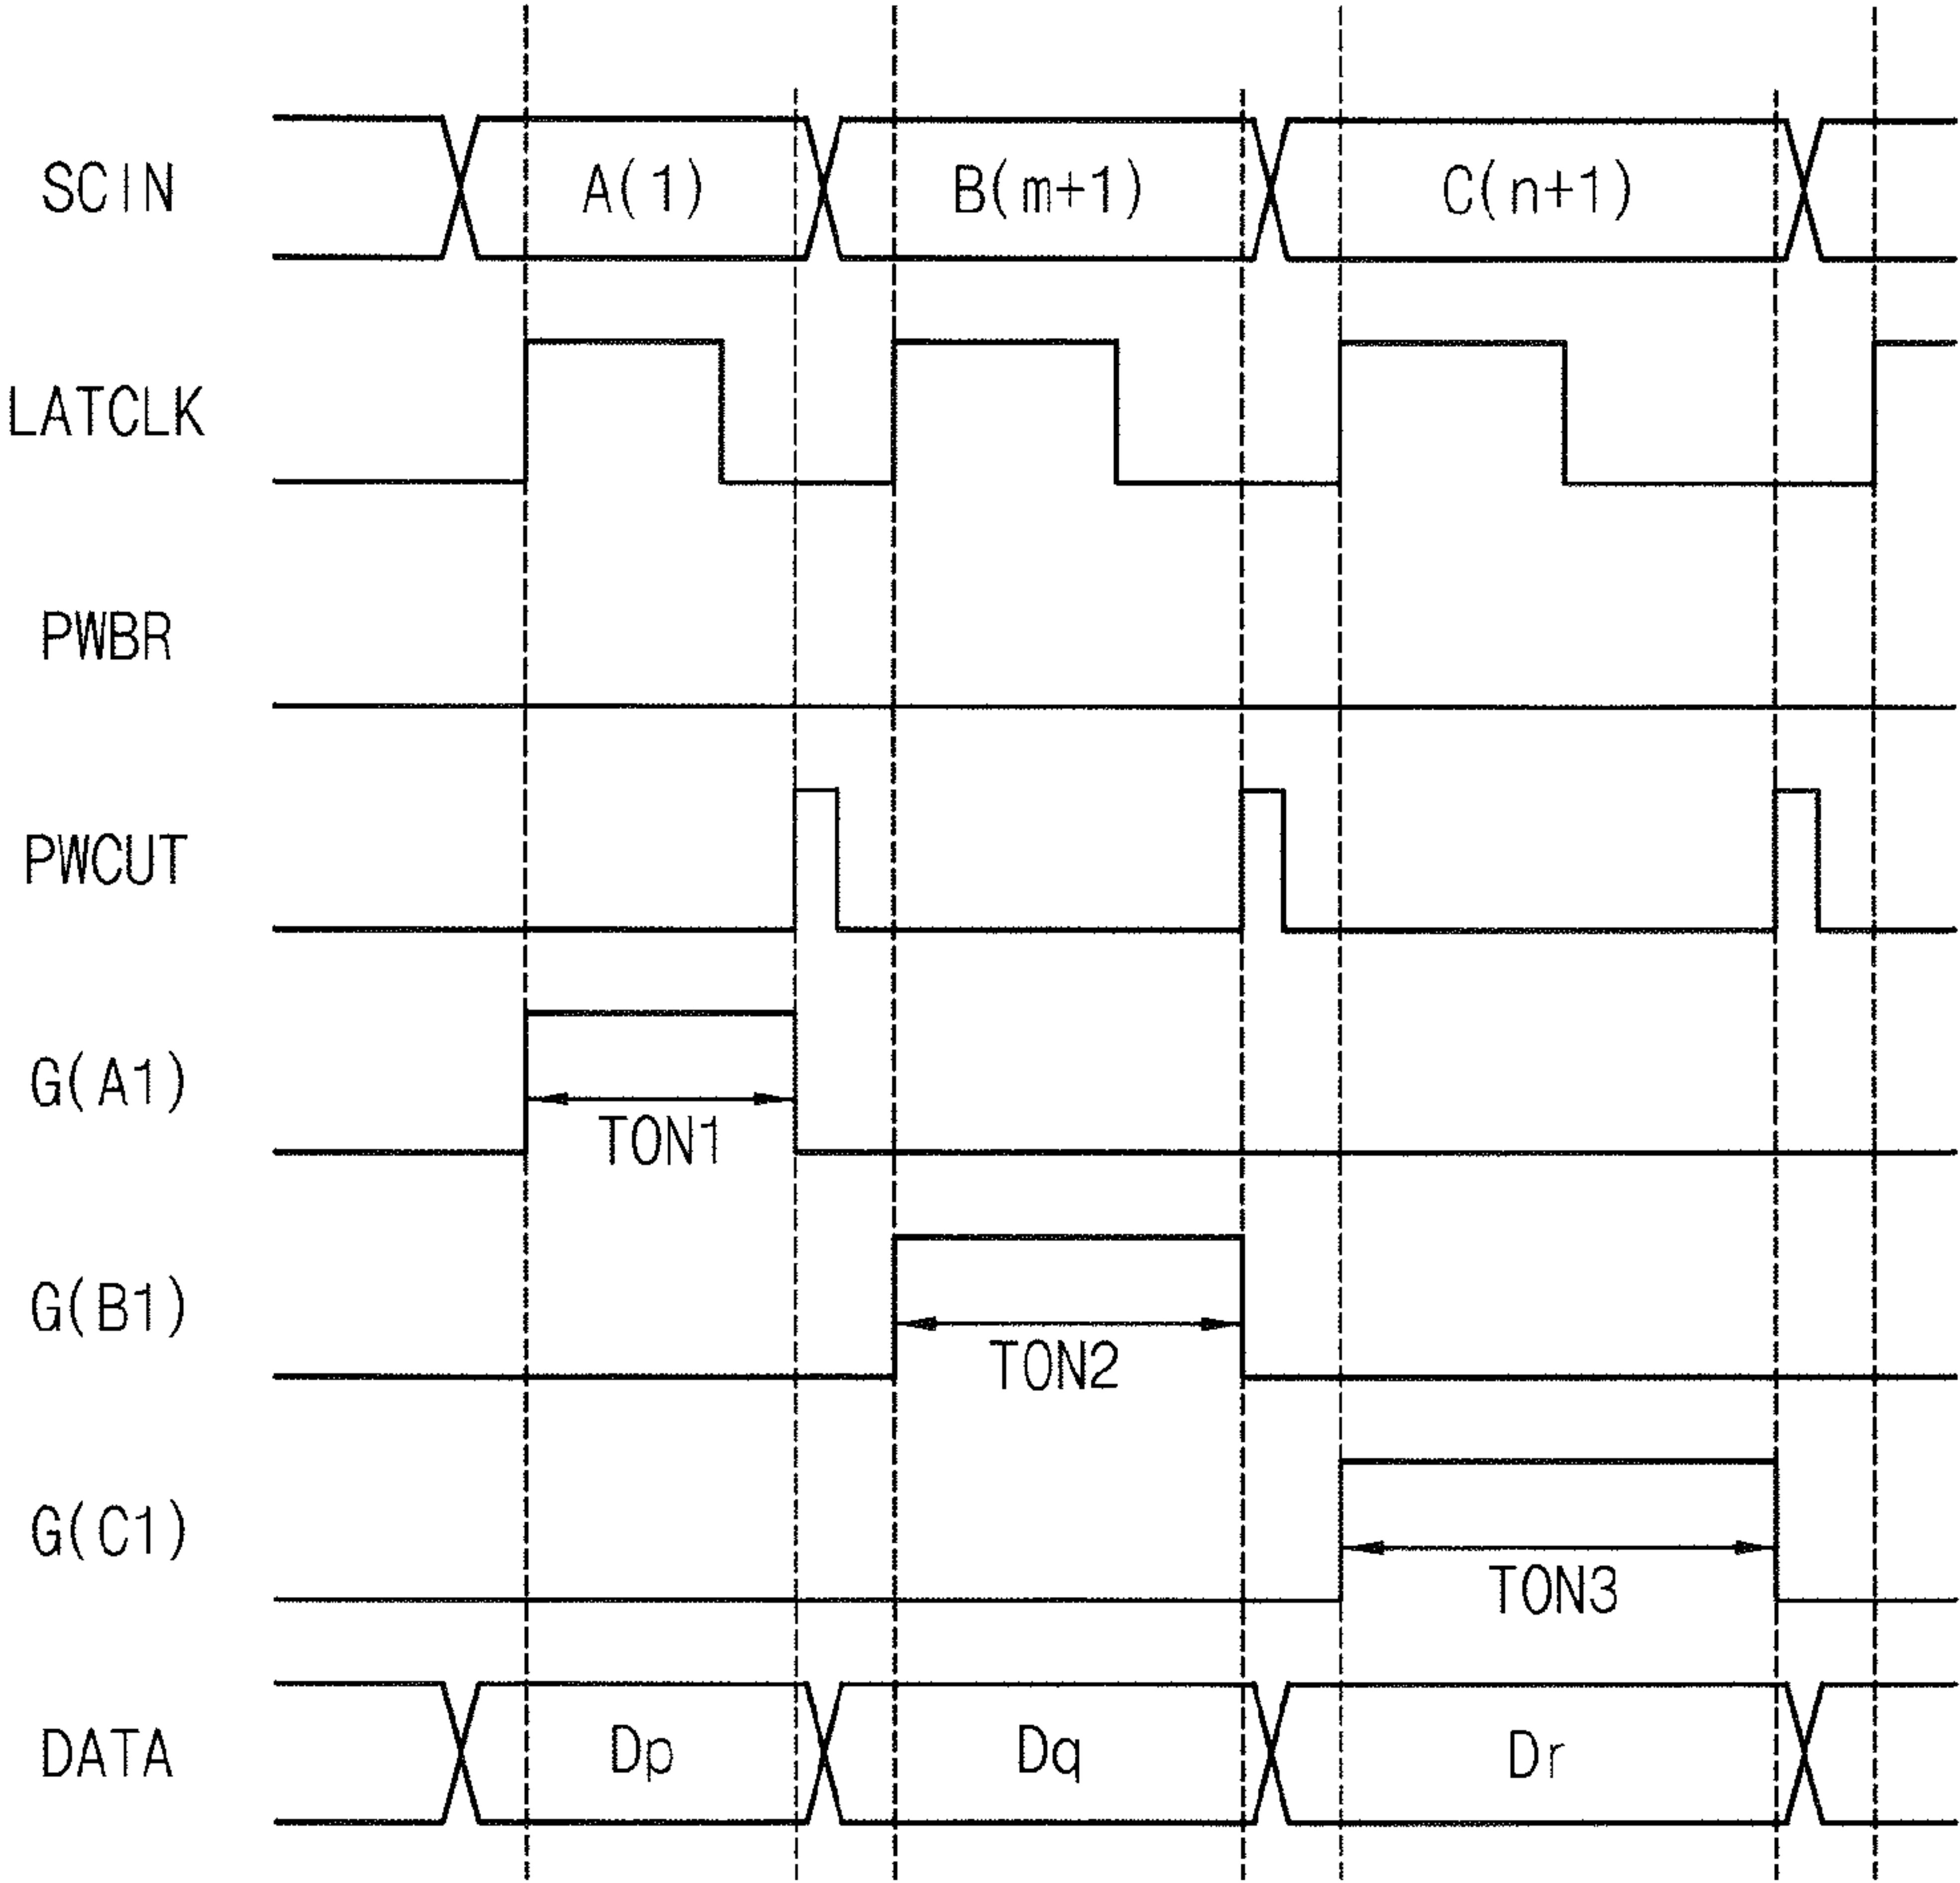 SCIN
A(1)
B(m+1)
C(n+1)
LATCLK
PWBR
PWCUT
G(A1)
TON1
G(B1)
TON2
G(C1)
TON3
DATA
Dp
Dq
Dr